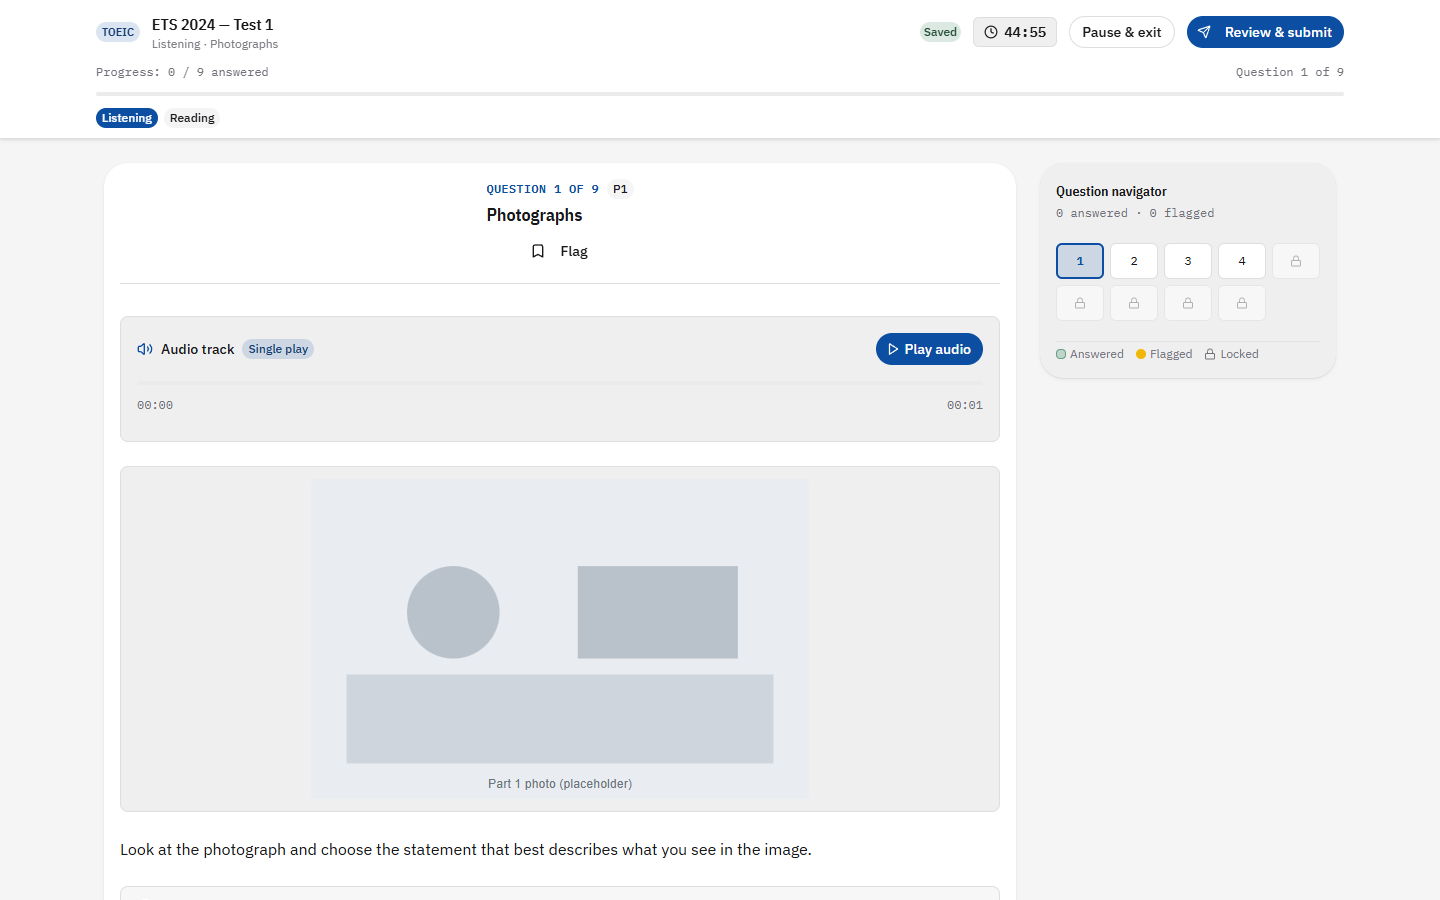 TOEIC
ETS 2024 — Test 1
Listening · Photographs
Saved
44:55
Pause & exit
Review & submit
Progress: 0 / 9 answered
Question 1 of 9
Listening
Reading
QUESTION 1 OF 9
P1
Photographs
Flag
Audio track
Single play
Play audio
00:00
00:01
Part 1 photo (placeholder)
Look at the photograph and choose the statement that best describes what you see in the image.
Question navigator
0 answered · 0 flagged
1
2
3
4
Answered
Flagged
Locked